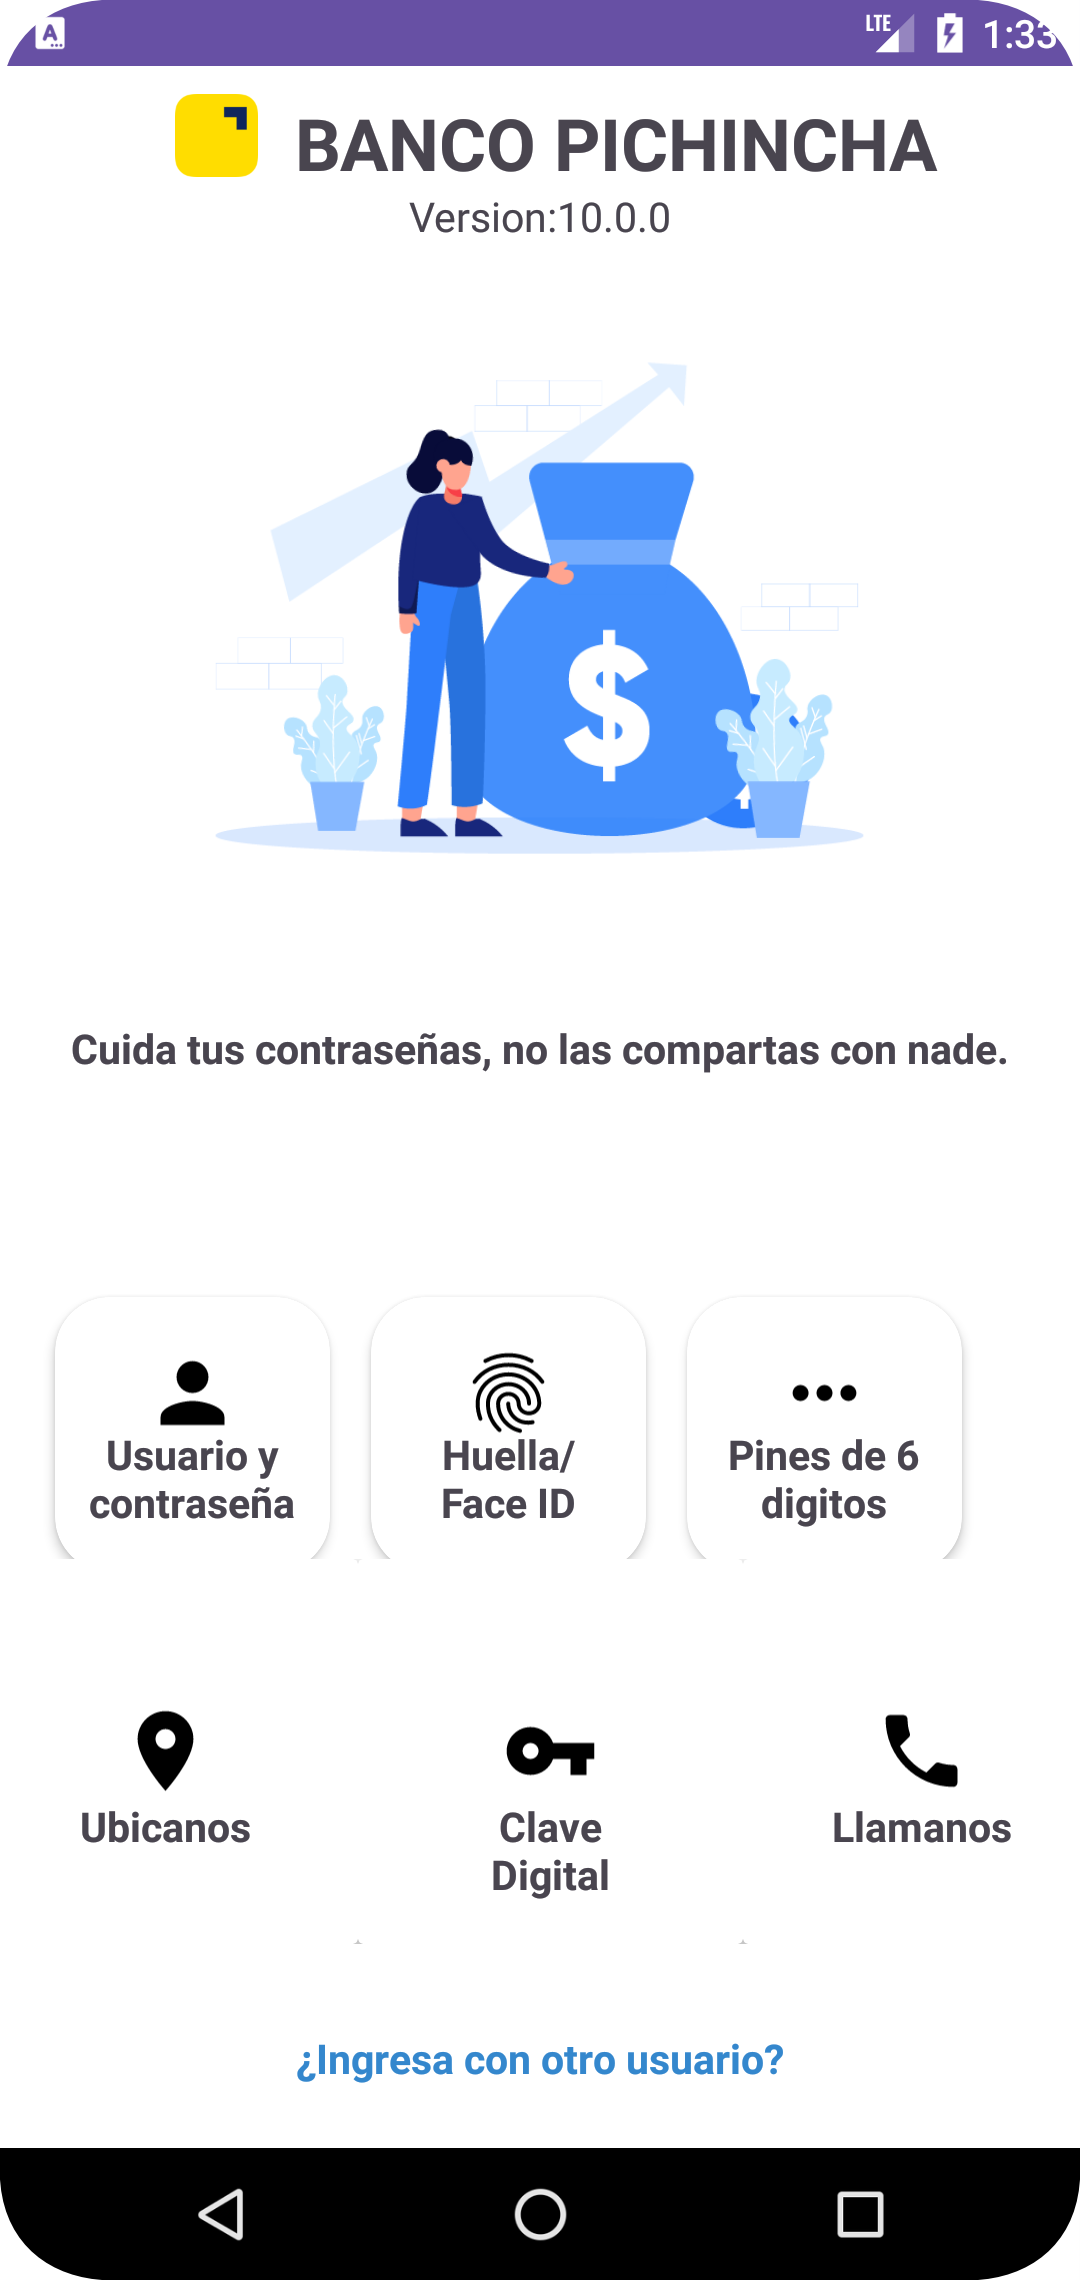 LTE 1:33
BANCO PICHINCHA
Version:10.0.0
$
Cuida tus contraseñas, no las compartas con nade.
Usuario y
contraseña
Huella/
Face ID
Pines de 6
digitos
Ubicanos
Clave
Digital
Llamanos
¿Ingresa con otro usuario?